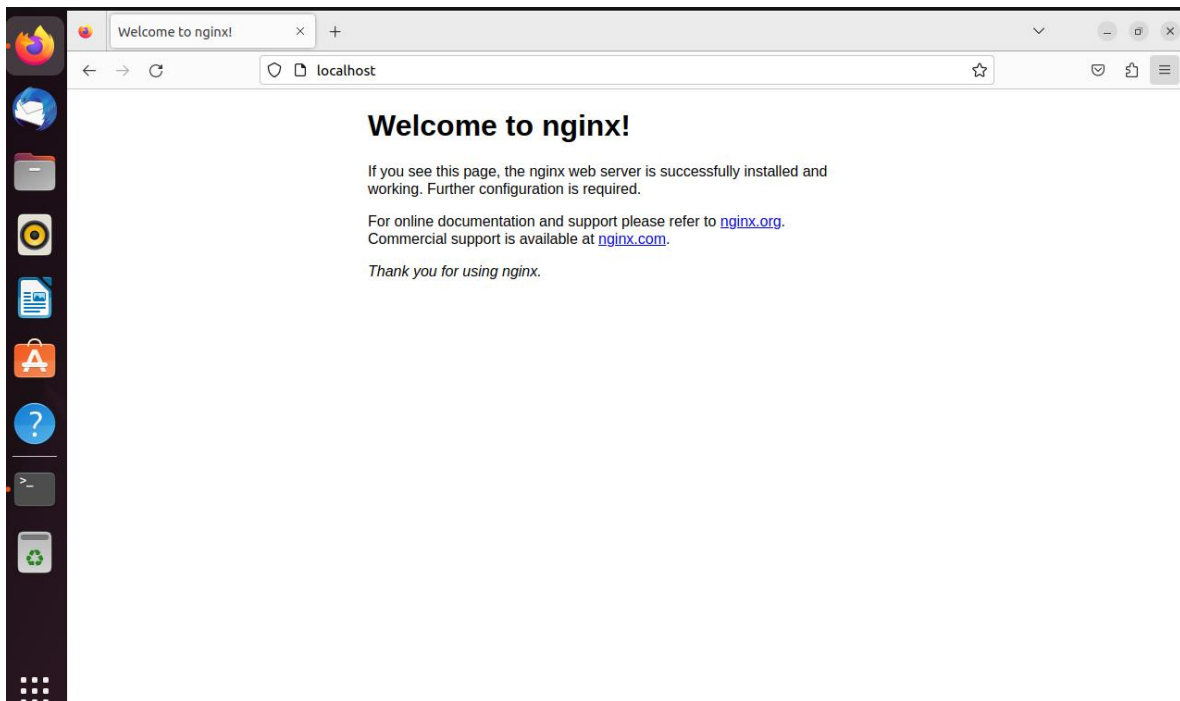 Welcome to nginx!
localhost
Welcome to nginx!
If you see this page, the nginx web server is successfully installed and
working. Further configuration is required.
For online documentation and support please refer to nginx.org.
Commercial support is available at nginx.com.
Thank you for using nginx.